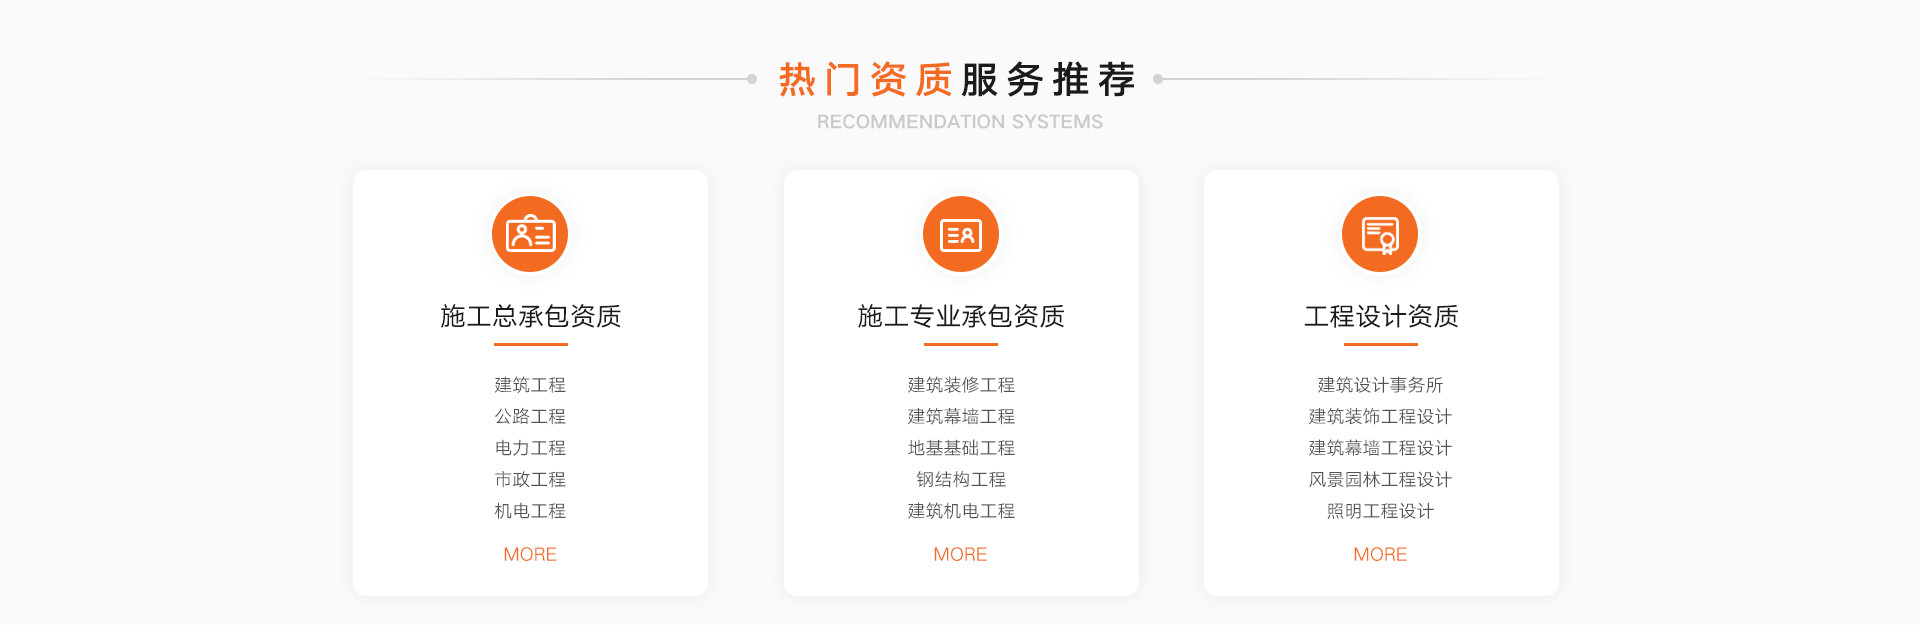 热门资质服务推荐
RECOMMENDATION SYSTEMS
施工总承包资质
建筑工程
公路工程
电力工程
市政工程
机电工程
MORE
施工专业承包资质
建筑装修工程
建筑幕墙工程
地基基础工程
钢结构工程
建筑机电工程
MORE
工程设计资质
建筑设计事务所
建筑装饰工程设计
建筑幕墙工程设计
风景园林工程设计
照明工程设计
MORE